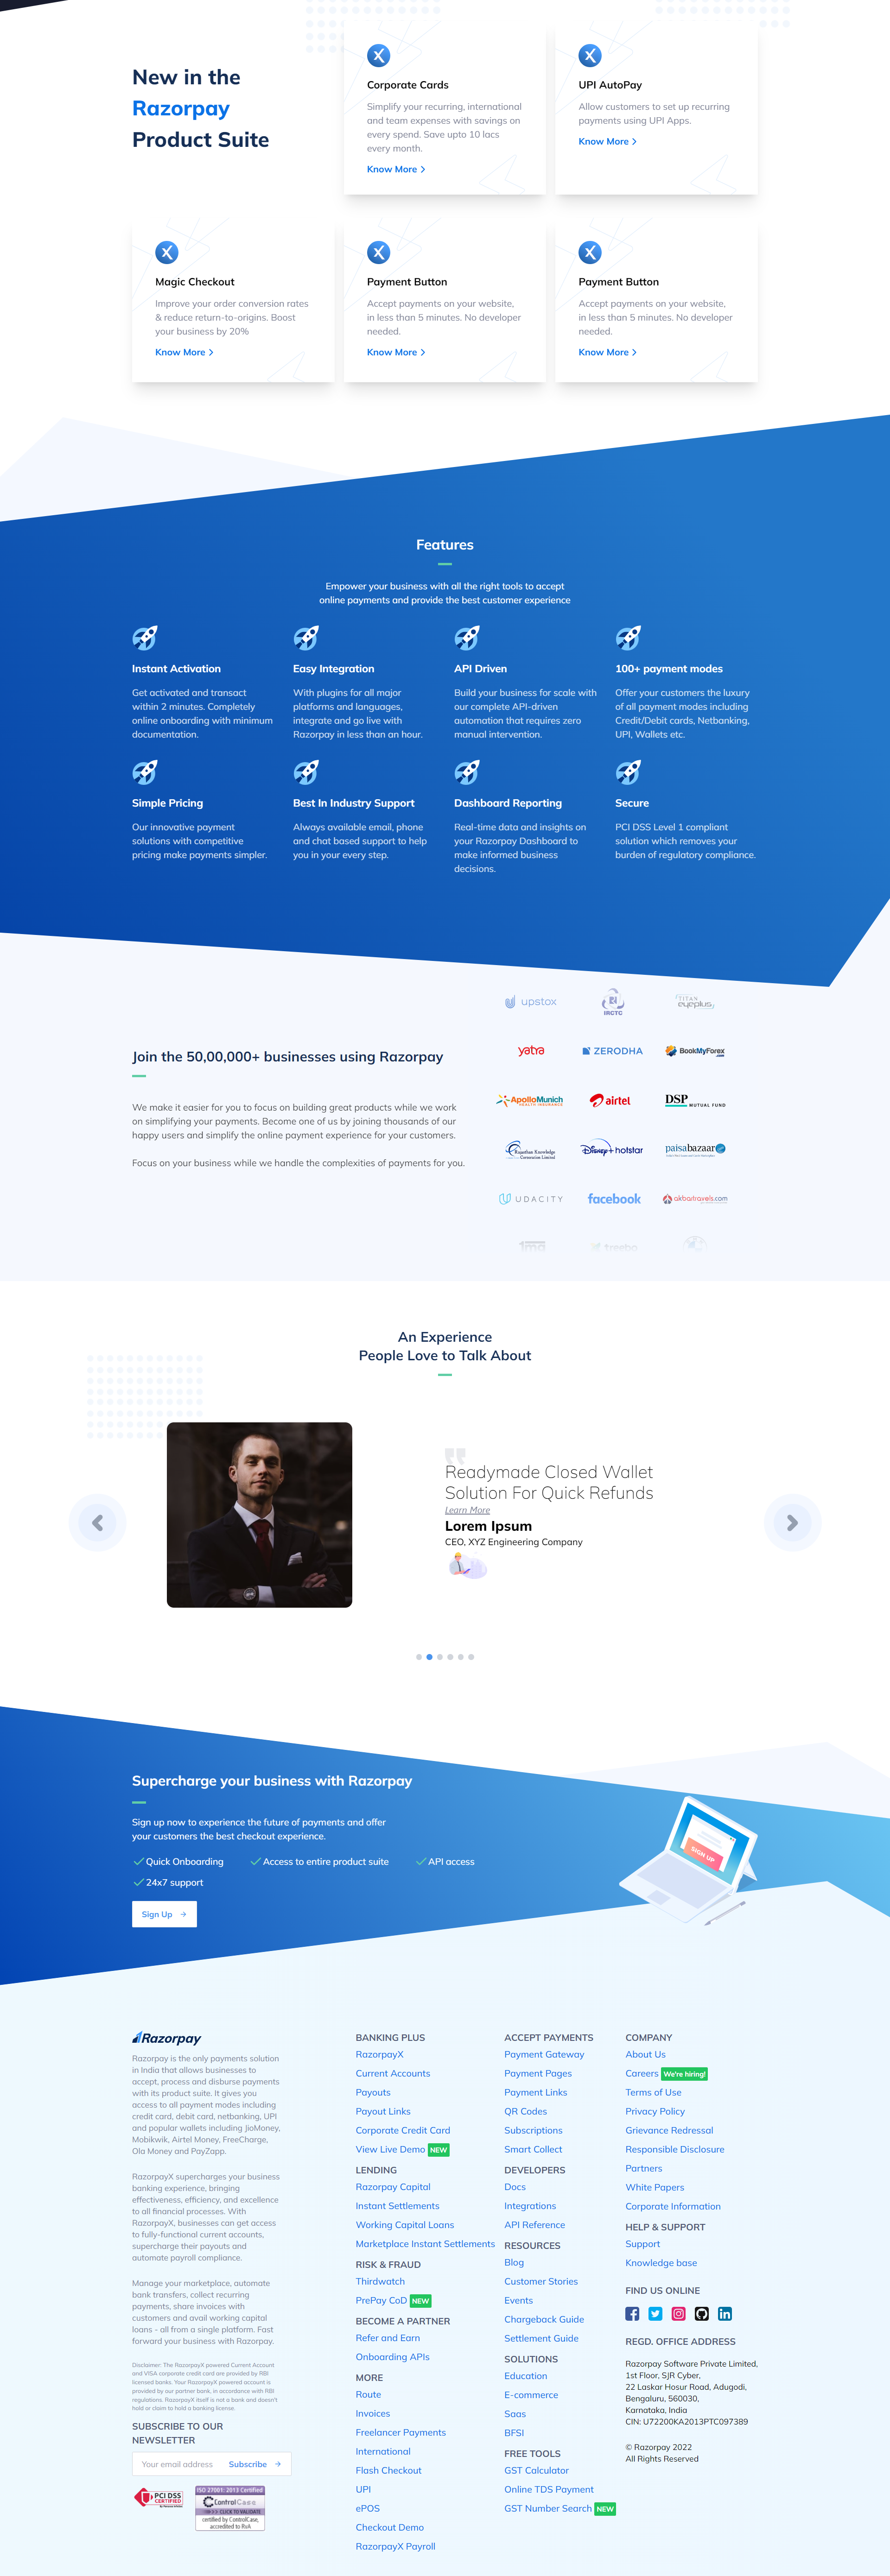 New in the
Razorpay
Product Suite
Corporate Cards
Simplify your recurring, international
and team expenses with savings on
every spend. Save upto 10 lacs
every month.
Know More
UPI AutoPay
Allow customers to set up recurring
payments using UPI Apps.
Know More
Magic Checkout
Improve your order conversion rates
& reduce return-to-origins. Boost
your business by 20%
Know More
Payment Button
Accept payments on your website,
in less than 5 minutes. No developer
needed.
Know More
Payment Button
Accept payments on your website,
in less than 5 minutes. No developer
needed.
Know More
Features
Empower your business with all the right tools to accept
online payments and provide the best customer experience
Instant Activation
Get activated and transact
within 2 minutes. Completely
online onboarding with minimum
documentation.
Easy Integration
With plugins for all major
platforms and languages,
integrate and go live with
Razorpay in less than an hour.
API Driven
Build your business for scale with
our complete API-driven
automation that requires zero
manual intervention.
100+ payment modes
Offer your customers the luxury
of all payment modes including
Credit/Debit cards, Netbanking,
UPI, Wallets etc.
Simple Pricing
Our innovative payment
solutions with competitive
pricing make payments simpler.
Best In Industry Support
Always available email, phone
and chat based support to help
you in your every step.
Dashboard Reporting
Real-time data and insights on
your Razorpay Dashboard to
make informed business
decisions.
Secure
PCI DSS Level 1 compliant
solution which removes your
burden of regulatory compliance.
Join the 50,00,000+ businesses using Razorpay
We make it easier for you to focus on building great products while we work
on simplifying your payments. Become one of us by joining thousands of our
happy users and simplify the online payment experience for your customers.
Focus on your business while we handle the complexities of payments for you.
upstox
IRCTC
TITAN
eyeplus
yatra
ZERODHA
BookMyForex
.com
ApolloMunich
HEALTH INSURANCE
airtel
DSP
MUTUAL FUND
Rajasthan Knowledge
Corporation Limited
Disney+ hotstar
paisabazaar
UDACITY
facebook
akbartravels.com
1mg
treebo
An Experience
People Love to Talk About
Readymade Closed Wallet
Solution For Quick Refunds
Learn More
Lorem Ipsum
CEO, XYZ Engineering Company
Supercharge your business with Razorpay
Sign up now to experience the future of payments and offer
your customers the best checkout experience.
Quick Onboarding
Access to entire product suite
API access
24x7 support
Sign Up
SIGN UP
Razorpay
Razorpay is the only payments solution
in India that allows businesses to
accept, process and disburse payments
with its product suite. It gives you
access to all payment modes including
credit card, debit card, netbanking, UPI
and popular wallets including JioMoney,
Mobikwik, Airtel Money, FreeCharge,
Ola Money and PayZapp.
RazorpayX supercharges your business
banking experience, bringing
effectiveness, efficiency, and excellence
to all financial processes. With
RazorpayX, businesses can get access
to fully-functional current accounts,
supercharge their payouts and
automate payroll compliance.
Manage your marketplace, automate
bank transfers, collect recurring
payments, share invoices with
customers and avail working capital
loans - all from a single platform. Fast
forward your business with Razorpay.
Disclaimer: The RazorpayX powered Current Account
and VISA corporate credit card are provided by RBI
licensed banks. Your RazorpayX powered account is
provided by our partner bank, in accordance with RBI
regulations. RazorpayX itself is not a bank and doesn't
hold or claim to hold a banking license.
SUBSCRIBE TO OUR
NEWSLETTER
Your email address
Subscribe
PCI DSS
CERTIFIED
ISO 27001: 2013 Certified
ControlCase
CLICK TO VALIDATE
certified by ControlCase,
accredited to RvA
BANKING PLUS
RazorpayX
Current Accounts
Payouts
Payout Links
Corporate Credit Card
View Live Demo NEW
LENDING
Razorpay Capital
Instant Settlements
Working Capital Loans
Marketplace Instant Settlements
RISK & FRAUD
Thirdwatch
PrePay CoD NEW
BECOME A PARTNER
Refer and Earn
Onboarding APIs
MORE
Route
Invoices
Freelancer Payments
International
Flash Checkout
UPI
ePOS
Checkout Demo
RazorpayX Payroll
ACCEPT PAYMENTS
Payment Gateway
Payment Pages
Payment Links
QR Codes
Subscriptions
Smart Collect
DEVELOPERS
Docs
Integrations
API Reference
RESOURCES
Blog
Customer Stories
Events
Chargeback Guide
Settlement Guide
SOLUTIONS
Education
E-commerce
Saas
BFSI
FREE TOOLS
GST Calculator
Online TDS Payment
GST Number Search NEW
COMPANY
About Us
Careers We're hiring!
Terms of Use
Privacy Policy
Grievance Redressal
Responsible Disclosure
Partners
White Papers
Corporate Information
HELP & SUPPORT
Support
Knowledge base
FIND US ONLINE
REGD. OFFICE ADDRESS
Razorpay Software Private Limited,
1st Floor, SJR Cyber,
22 Laskar Hosur Road, Adugodi,
Bengaluru, 560030,
Karnataka, India
CIN: U72200KA2013PTC097389
© Razorpay 2022
All Rights Reserved